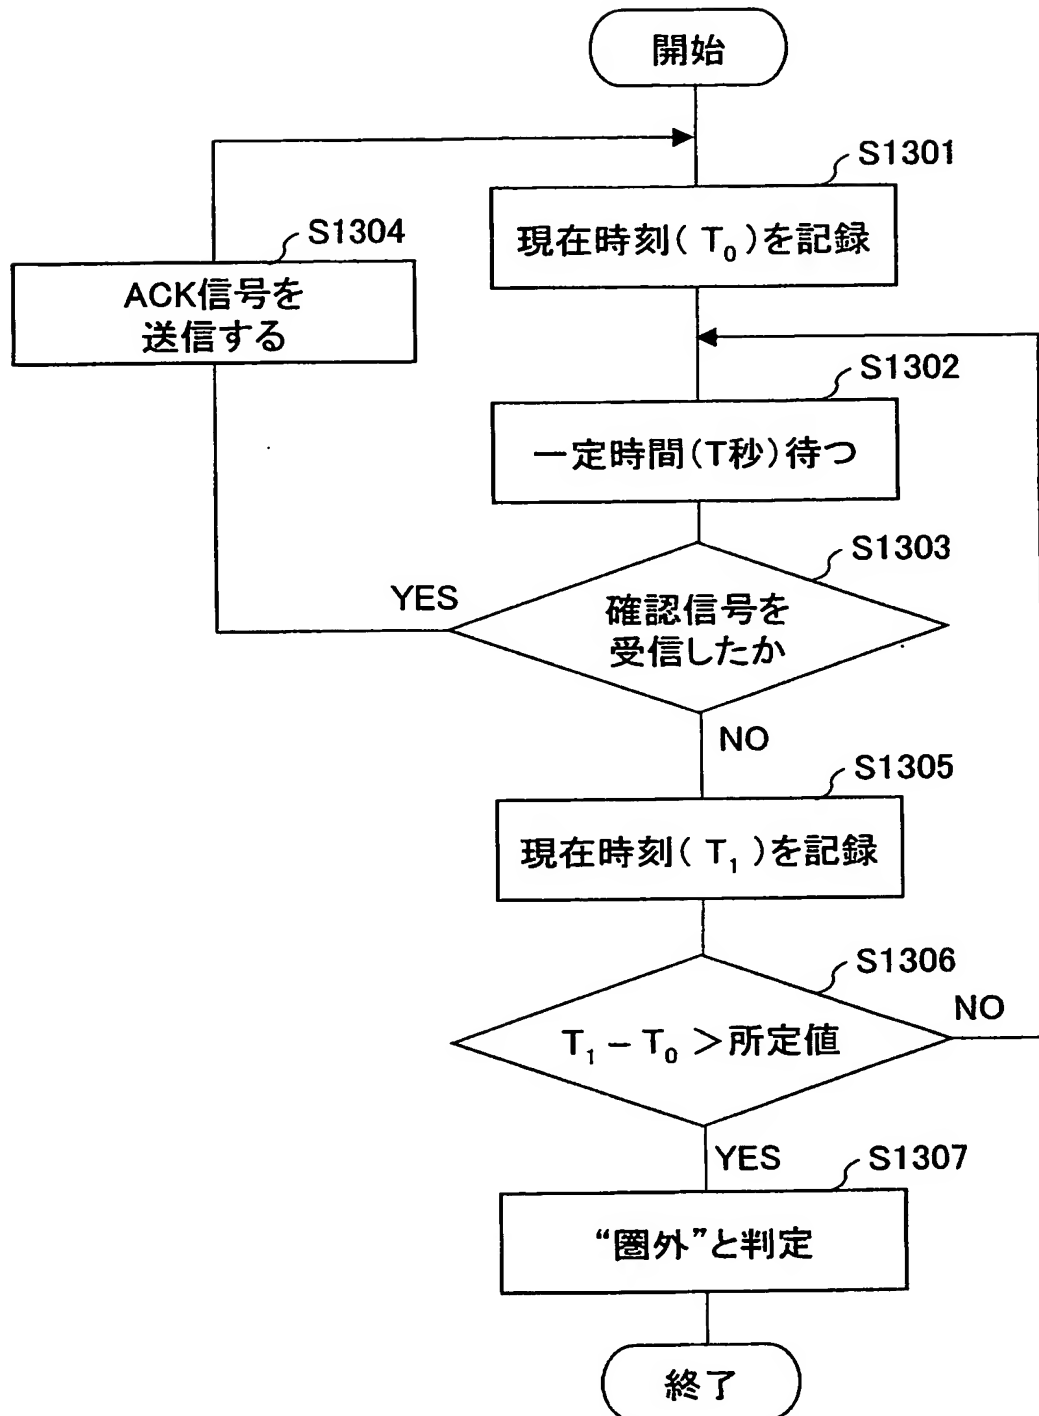 開始
S1301
現在時刻( T₀ )を記録
S1304
ACK信号を
送信する
S1302
一定時間(T秒)待つ
S1303
YES
確認信号を
受信したか
NO
S1305
現在時刻( T₁ )を記録
S1306
NO
T₁ − T₀ >所定値
YES
S1307
“圏外”と判定
終了